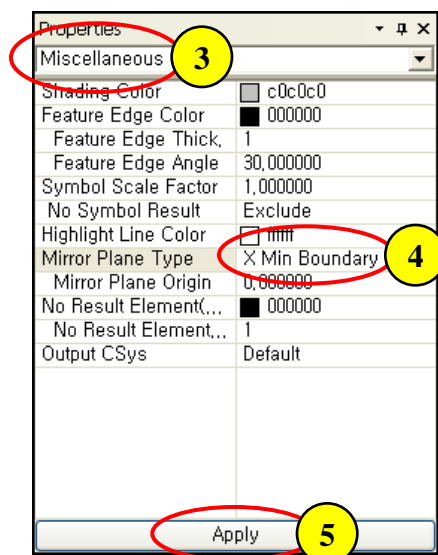 Properties
Miscellaneous
3
Shading Color c0c0c0
Feature Edge Color 000000
Feature Edge Thick... 1
Feature Edge Angle 30,000000
Symbol Scale Factor 1,000000
No Symbol Result Exclude
Highlight Line Color ffffff
Mirror Plane Type X Min Boundary
4
Mirror Plane Origin 0,000000
No Result Element(... 000000
No Result Element... 1
Output CSys Default
Apply
5